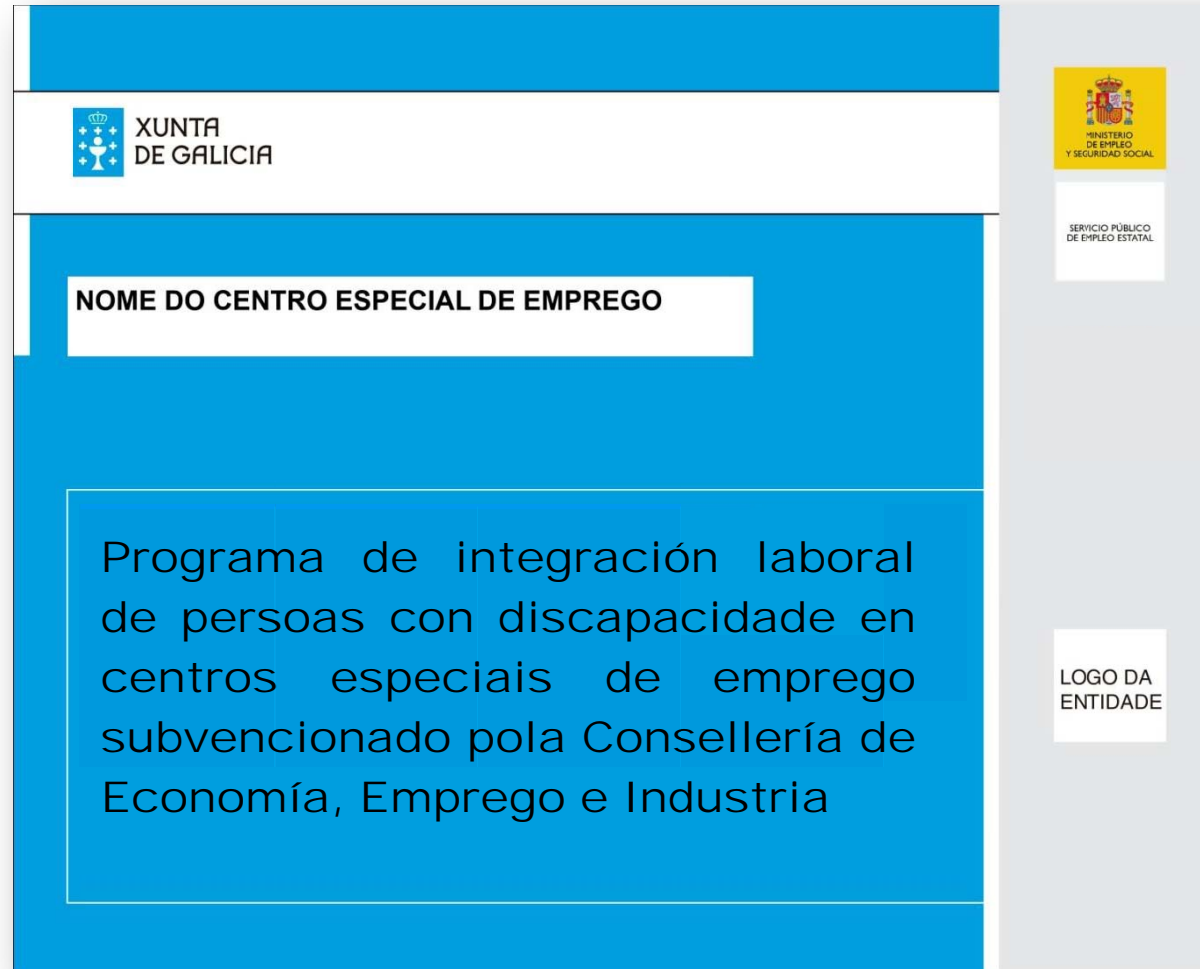 XUNTA
DE GALICIA
MINISTERIO
DE EMPLEO
Y SEGURIDAD SOCIAL
SERVICIO PÚBLICO
DE EMPLEO ESTATAL
NOME DO CENTRO ESPECIAL DE EMPREGO
Programa de integración laboral
de persoas con discapacidade en
centros especiais de emprego
subvencionado pola Consellería de
Economía, Emprego e Industria
LOGO DA
ENTIDADE